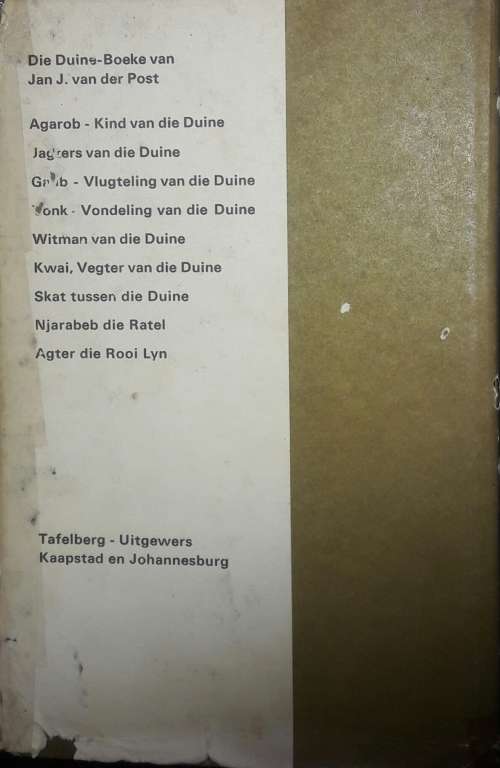 Die Duine-Boeke van
Jan J. van der Post
Agarob - Kind van die Duine
Jagters van die Duine
- Vlugteling van die Duine
Vonk - Vondeling van die Duine
Witman van die Duine
Kwai, Vegter van die Duine
Skat tussen die Duine
Njarabeb die Ratel
Agter die Rooi Lyn
Tafelberg - Uitgewers
Kaapstad en Johannesburg